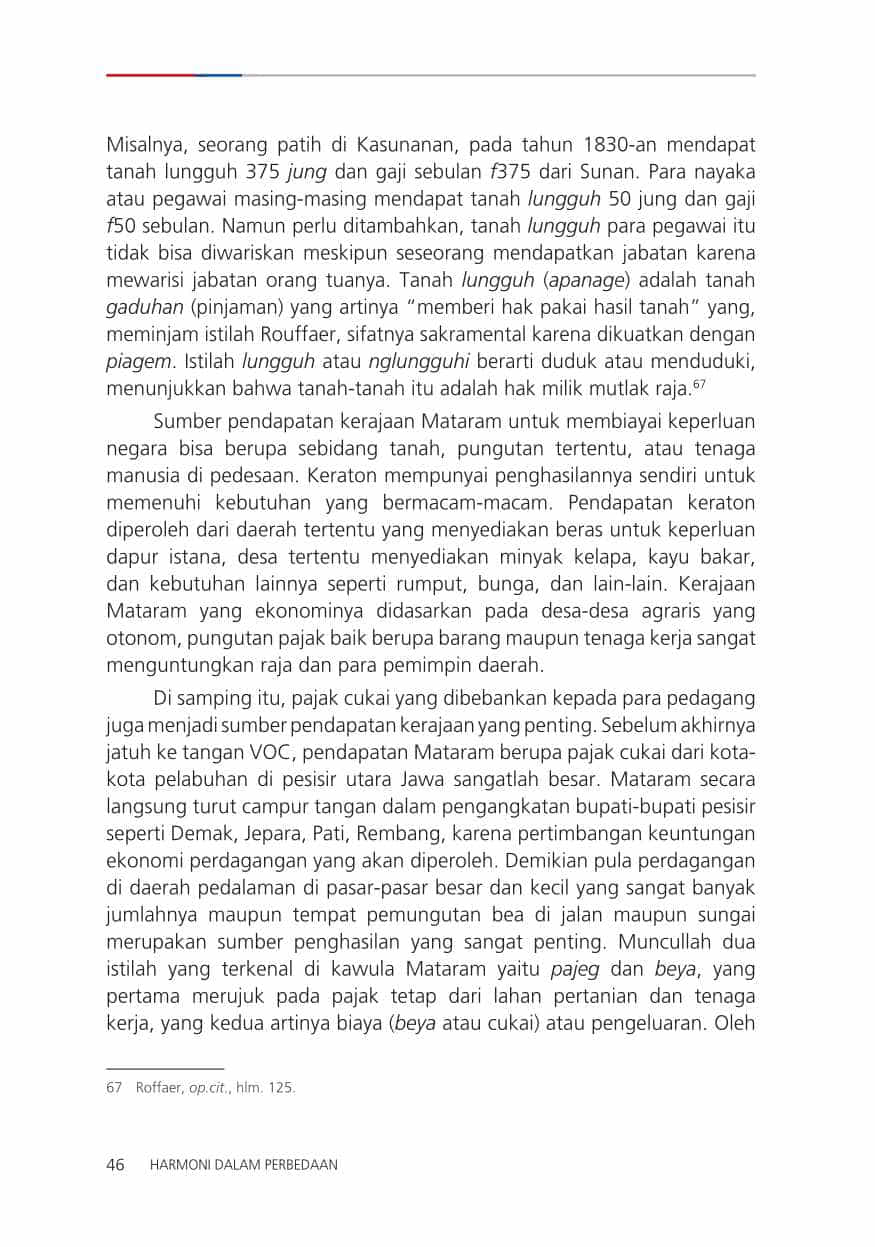 Misalnya, seorang patih di Kasunanan, pada tahun 1830-an mendapat
tanah lungguh 375 jung dan gaji sebulan f375 dari Sunan. Para nayaka
atau pegawai masing-masing mendapat tanah lungguh 50 jung dan gaji
f50 sebulan. Namun perlu ditambahkan, tanah lungguh para pegawai itu
tidak bisa diwariskan meskipun seseorang mendapatkan jabatan karena
mewarisi jabatan orang tuanya. Tanah lungguh (apanage) adalah tanah
gaduhan (pinjaman) yang artinya “memberi hak pakai hasil tanah” yang,
meminjam istilah Rouffaer, sifatnya sakramental karena dikuatkan dengan
piagem. Istilah lungguh atau nglungguhi berarti duduk atau menduduki,
menunjukkan bahwa tanah-tanah itu adalah hak milik mutlak raja.67
Sumber pendapatan kerajaan Mataram untuk membiayai keperluan
negara bisa berupa sebidang tanah, pungutan tertentu, atau tenaga
manusia di pedesaan. Keraton mempunyai penghasilannya sendiri untuk
memenuhi kebutuhan yang bermacam-macam. Pendapatan keraton
diperoleh dari daerah tertentu yang menyediakan beras untuk keperluan
dapur istana, desa tertentu menyediakan minyak kelapa, kayu bakar,
dan kebutuhan lainnya seperti rumput, bunga, dan lain-lain. Kerajaan
Mataram yang ekonominya didasarkan pada desa-desa agraris yang
otonom, pungutan pajak baik berupa barang maupun tenaga kerja sangat
menguntungkan raja dan para pemimpin daerah.
Di samping itu, pajak cukai yang dibebankan kepada para pedagang
juga menjadi sumber pendapatan kerajaan yang penting. Sebelum akhirnya
jatuh ke tangan VOC, pendapatan Mataram berupa pajak cukai dari kota-
kota pelabuhan di pesisir utara Jawa sangatlah besar. Mataram secara
langsung turut campur tangan dalam pengangkatan bupati-bupati pesisir
seperti Demak, Jepara, Pati, Rembang, karena pertimbangan keuntungan
ekonomi perdagangan yang akan diperoleh. Demikian pula perdagangan
di daerah pedalaman di pasar-pasar besar dan kecil yang sangat banyak
jumlahnya maupun tempat pemungutan bea di jalan maupun sungai
merupakan sumber penghasilan yang sangat penting. Muncullah dua
istilah yang terkenal di kawula Mataram yaitu pajeg dan beya, yang
pertama merujuk pada pajak tetap dari lahan pertanian dan tenaga
kerja, yang kedua artinya biaya (beya atau cukai) atau pengeluaran. Oleh
67 Roffaer, op.cit., hlm. 125.
46 HARMONI DALAM PERBEDAAN